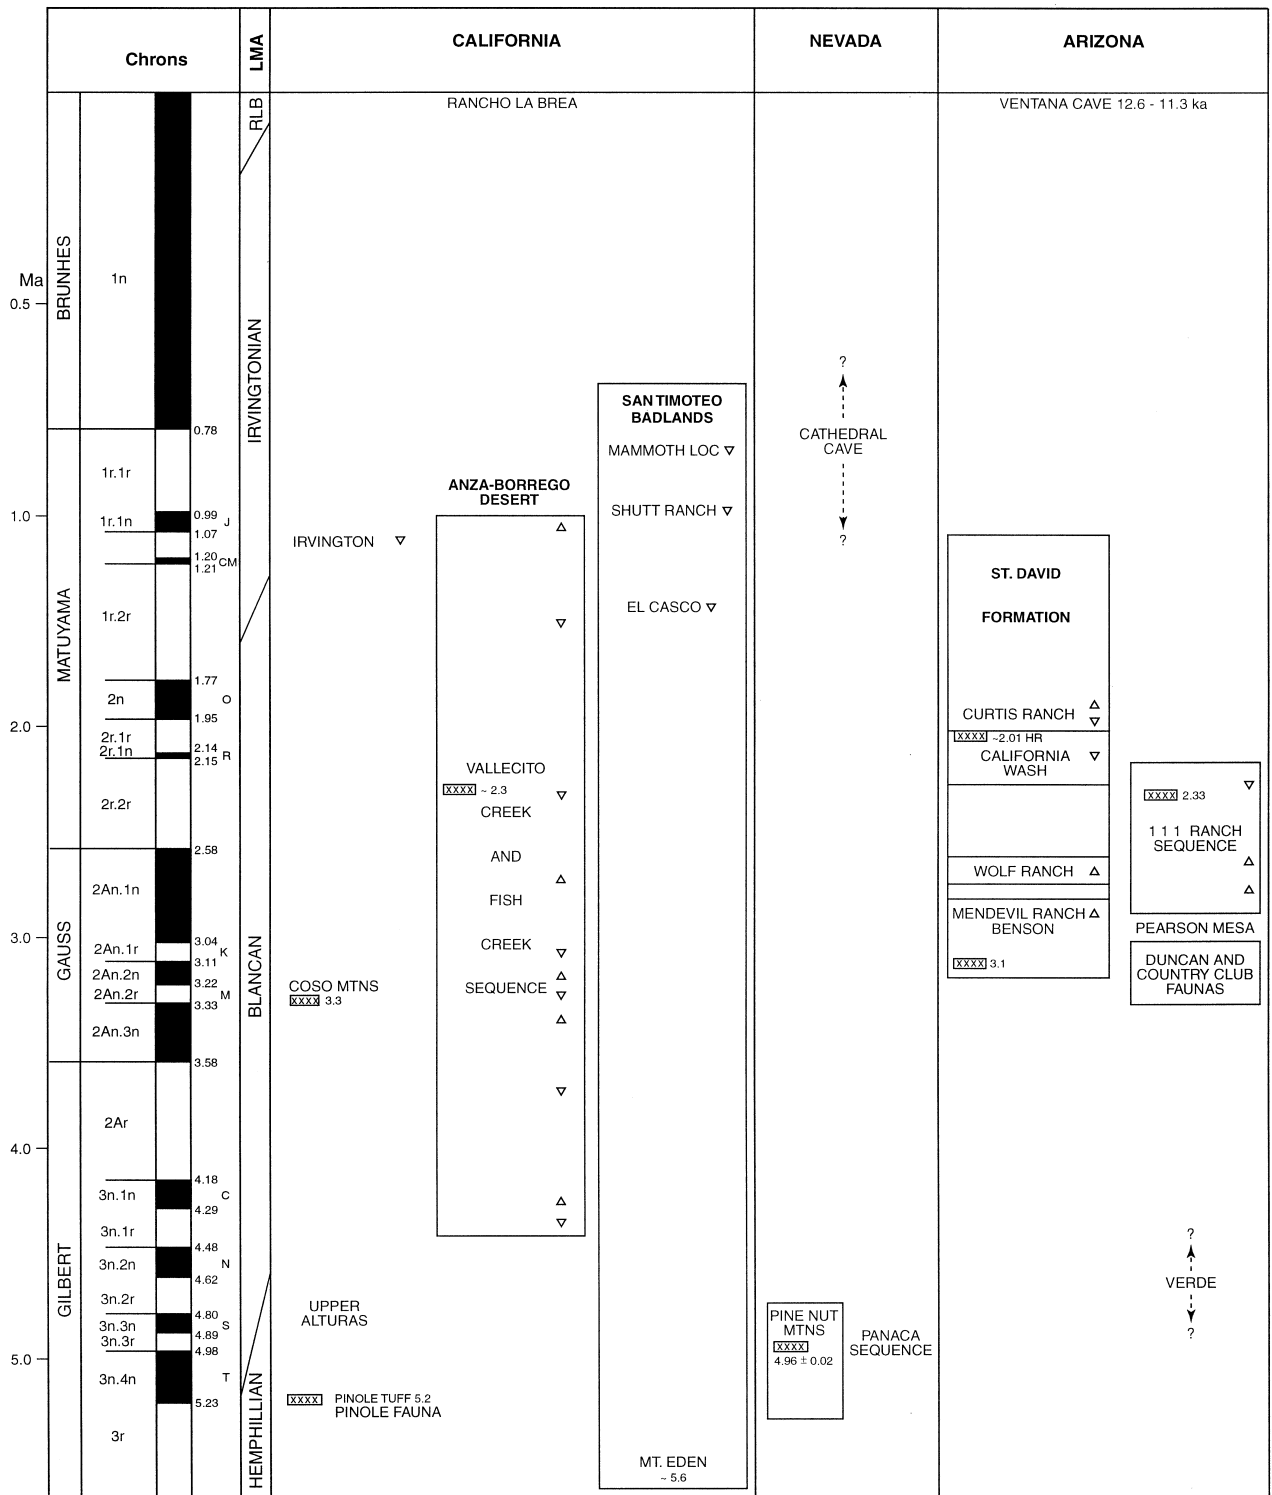 Chrons
LMA
CALIFORNIA
NEVADA
ARIZONA
Ma
0.5
1.0
2.0
3.0
4.0
5.0
BRUNHES
MATUYAMA
GAUSS
GILBERT
1n
1r.1r
1r.1n
1r.2r
2n
2r.1r
2r.1n
2r.2r
2An.1n
2An.1r
2An.2n
2An.2r
2An.3n
2Ar
3n.1n
3n.1r
3n.2n
3n.2r
3n.3n
3n.3r
3n.4n
3r
0.78
0.99
J
1.07
1.20
CM
1.21
1.77
O
1.95
2.14
R
2.15
2.58
3.04
K
3.11
3.22
M
3.33
3.58
4.18
C
4.29
4.48
N
4.62
4.80
S
4.89
4.98
T
5.23
RLB
IRVINGTONIAN
BLANCAN
HEMPHILLIAN
RANCHO LA BREA
IRVINGTON
COSO MTNS
XXXX 3.3
UPPER
ALTURAS
XXXX PINOLE TUFF 5.2
PINOLE FAUNA
ANZA-BORREGO
DESERT
VALLECITO
XXXX ~ 2.3
CREEK
AND
FISH
CREEK
SEQUENCE
SAN TIMOTEO
BADLANDS
MAMMOTH LOC
SHUTT RANCH
EL CASCO
MT. EDEN
~ 5.6
?
CATHEDRAL
CAVE
?
PINE NUT
MTNS
XXXX
4.96 ± 0.02
PANACA
SEQUENCE
VENTANA CAVE 12.6 - 11.3 ka
ST. DAVID
FORMATION
CURTIS RANCH
XXXX ~2.01 HR
CALIFORNIA
WASH
WOLF RANCH
MENDEVIL RANCH
BENSON
XXXX 3.1
XXXX 2.33
1 1 1 RANCH
SEQUENCE
PEARSON MESA
DUNCAN AND
COUNTRY CLUB
FAUNAS
?
VERDE
?